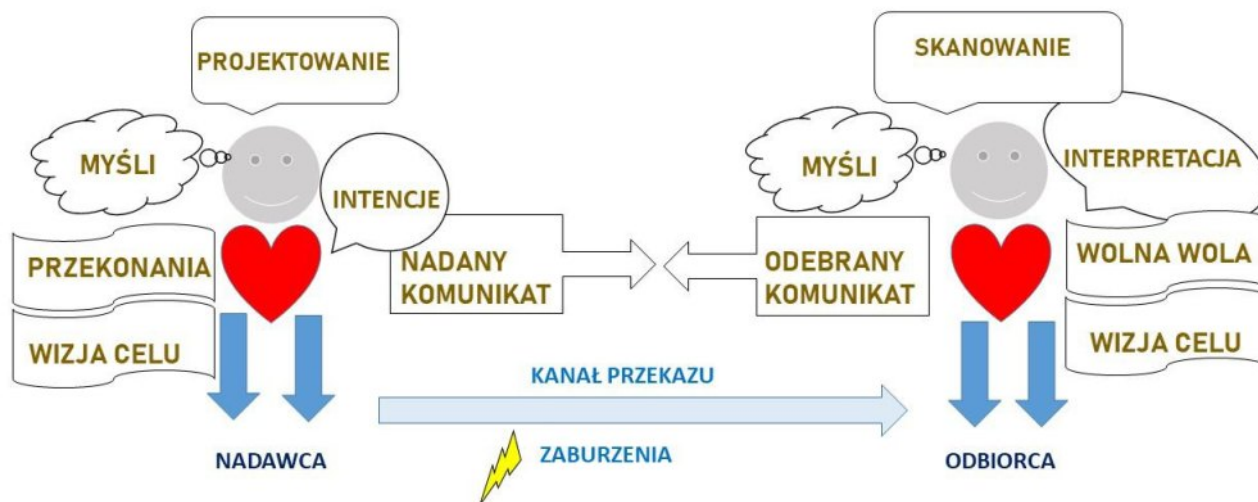 PROJEKTOWANIE
SKANOWANIE
MYŚLI
INTENCJE
MYŚLI
INTERPRETACJA
PRZEKONANIA
NADANY
KOMUNIKAT
ODEBRANY
KOMUNIKAT
WOLNA WOLA
WIZJA CELU
WIZJA CELU
KANAŁ PRZEKAZU
NADAWCA
ZABURZENIA
ODBIORCA